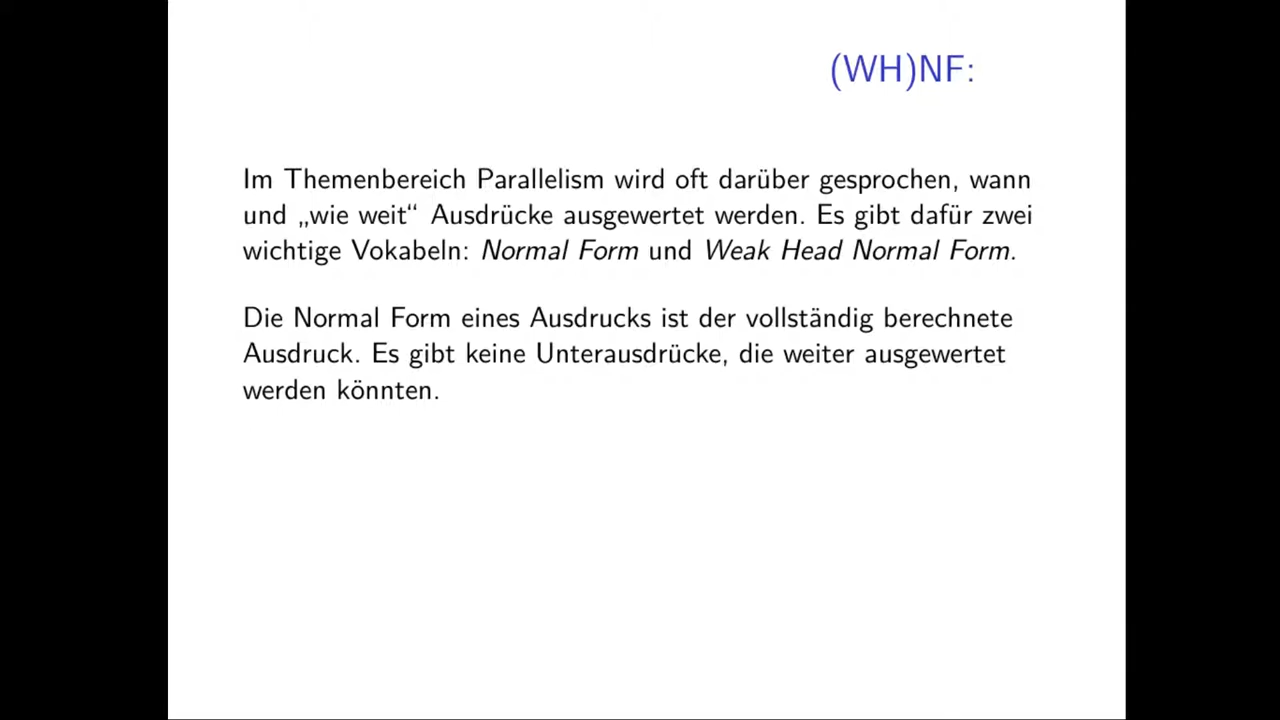 (WH)NF:
Im Themenbereich Parallelism wird oft darüber gesprochen, wann
und „wie weit“ Ausdrücke ausgewertet werden. Es gibt dafür zwei
wichtige Vokabeln: Normal Form und Weak Head Normal Form.
Die Normal Form eines Ausdrucks ist der vollständig berechnete
Ausdruck. Es gibt keine Unterausdrücke, die weiter ausgewertet
werden könnten.